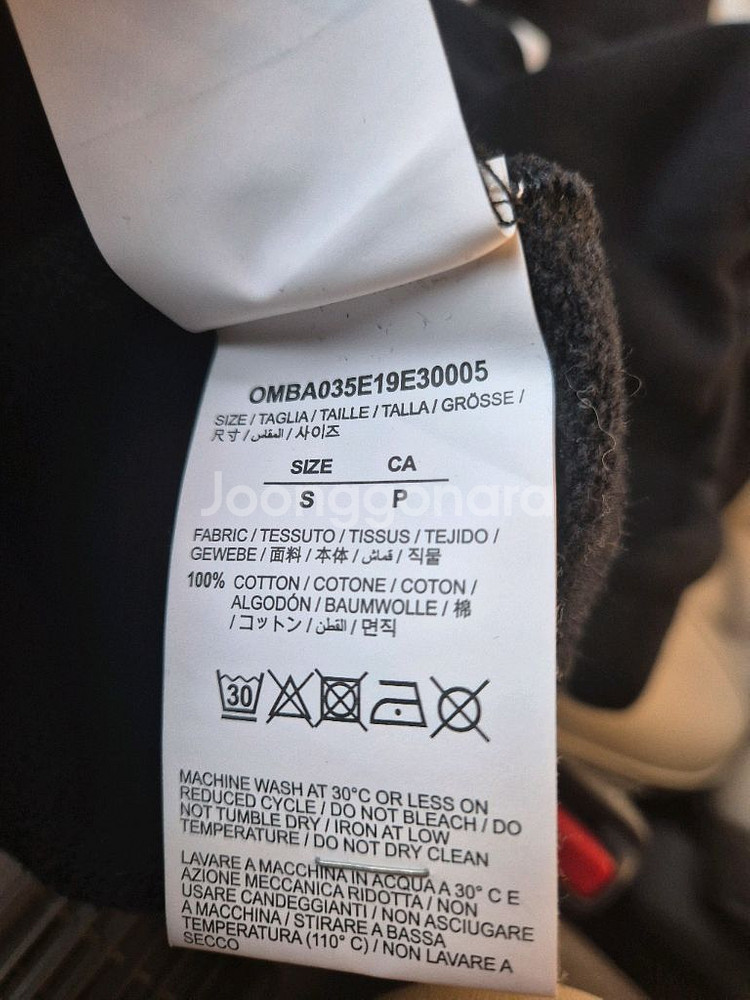 OMBA035E19E30005
SIZE / TAGLIA / TAILLE / TALLA / GRÖSSE /
尺寸 / المقاس / 사이즈
SIZE CA
S P
Joonggonara
FABRIC / TESSUTO / TISSUS / TEJIDO /
GEWEBE / 面料 / 本体 / قماش / 직물
100% COTTON / COTONE / COTON /
ALGODÓN / BAUMWOLLE / 棉
/ コットン / القطن / 면직
30
MACHINE WASH AT 30°C OR LESS ON
REDUCED CYCLE / DO NOT BLEACH / DO
NOT TUMBLE DRY / IRON AT LOW
TEMPERATURE / DO NOT DRY CLEAN
LAVARE A MACCHINA IN ACQUA A 30° C E
AZIONE MECCANICA RIDOTTA / NON
USARE CANDEGGIANTI / NON ASCIUGARE
A MACCHINA / STIRARE A BASSA
TEMPERATURA (110° C) / NON LAVARE A
SECCO